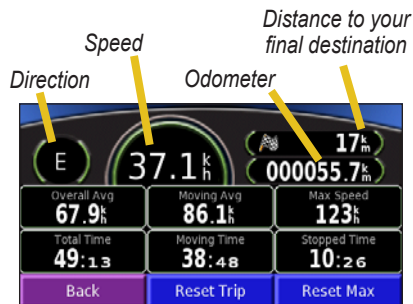 Distance to your
final destination
Speed
Direction
Odometer
E
37.1 k/h
17 km
000055.7 km
Overall Avg
Moving Avg
Max Speed
67.9 k/h
86.1 k/h
123 k/h
Total Time
Moving Time
Stopped Time
49:13
38:48
10:26
Back
Reset Trip
Reset Max